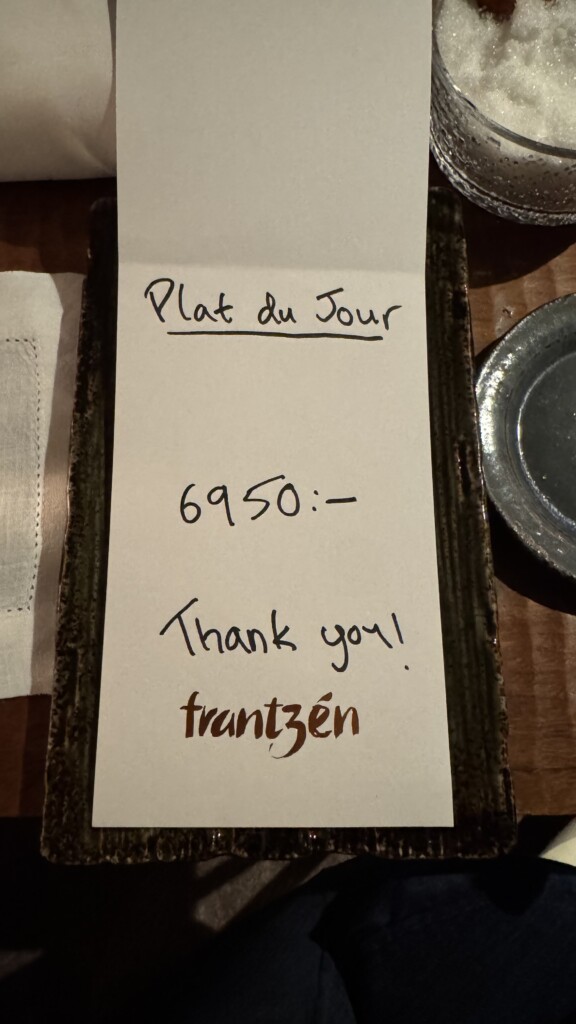 Plat du Jour
6950:-
Thank you!
frantzén